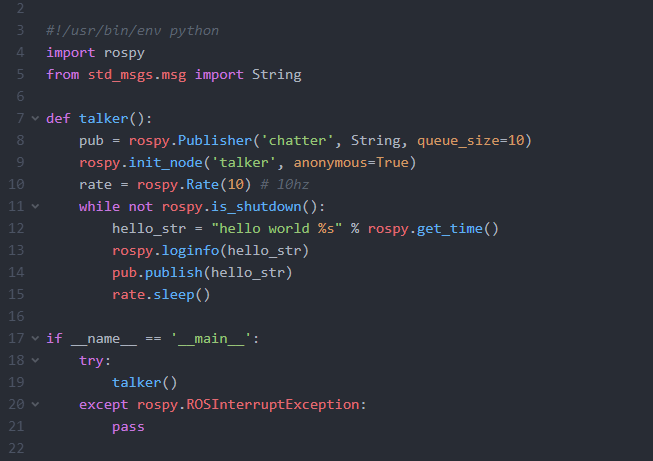 2
3 #!/usr/bin/env python
4 import rospy
5 from std_msgs.msg import String
6
7 def talker():
8     pub = rospy.Publisher('chatter', String, queue_size=10)
9     rospy.init_node('talker', anonymous=True)
10     rate = rospy.Rate(10) # 10hz
11     while not rospy.is_shutdown():
12         hello_str = "hello world %s" % rospy.get_time()
13         rospy.loginfo(hello_str)
14         pub.publish(hello_str)
15         rate.sleep()
16
17 if __name__ == '__main__':
18     try:
19         talker()
20     except rospy.ROSInterruptException:
21         pass
22